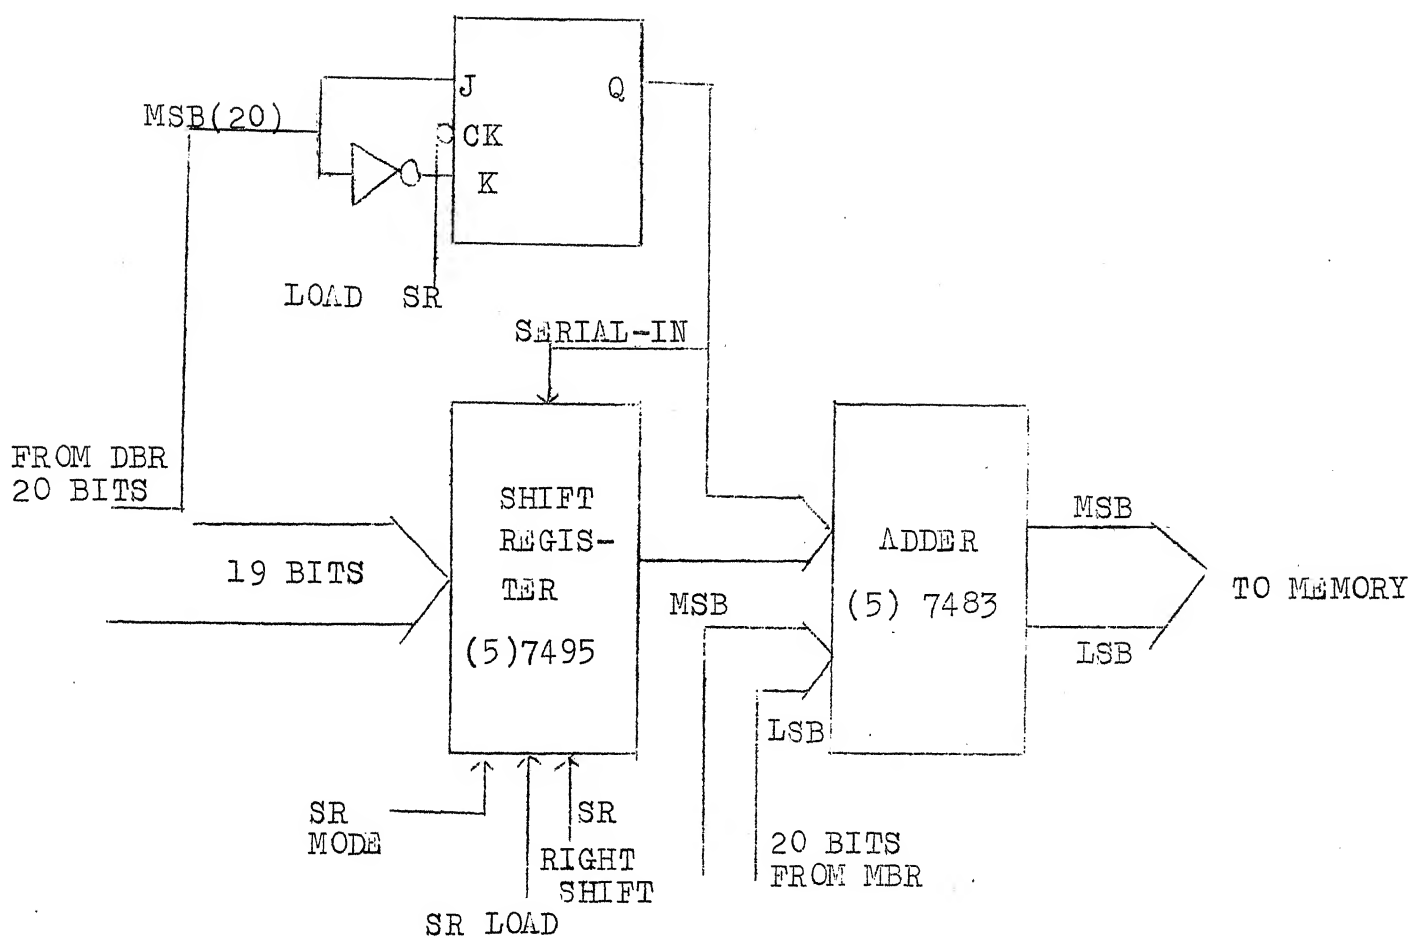 J
Q
MSB(20)
CK
K
LOAD SR
SERIAL-IN
FROM DBR
20 BITS
19 BITS
SHIFT
REGIS-
TER
(5)7495
MSB
LSB
ADDER
(5) 7483
MSB
LSB
TO MEMORY
SR
MODE
SR
RIGHT
SHIFT
SR LOAD
20 BITS
FROM MBR